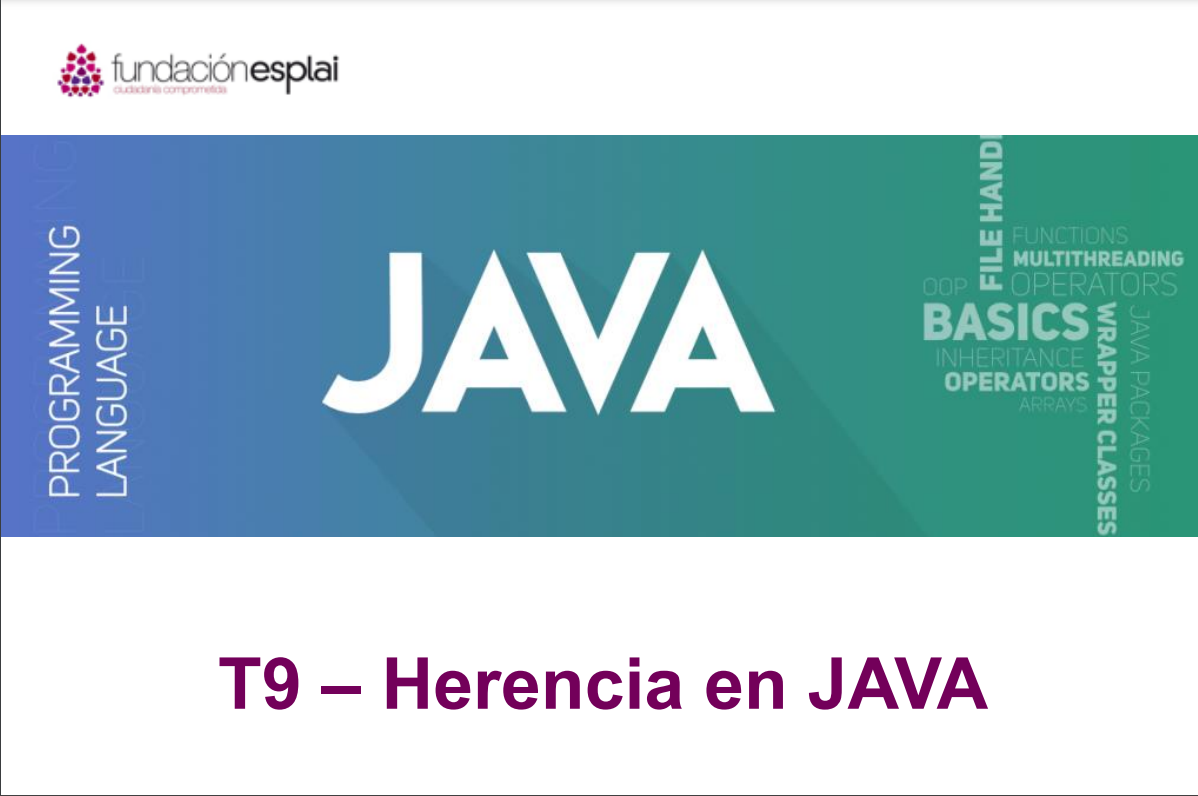 fundaciónesplai
ciudadanía comprometida
PROGRAMMING
LANGUAGE
JAVA
FILE HANDI
FUNCTIONS
MULTITHREADING
OOP
OPERATORS
BASICS
INHERITANCE
OPERATORS
ARRAYS
WRAPPER CLASSES
JAVA PACKAGES
T9 – Herencia en JAVA